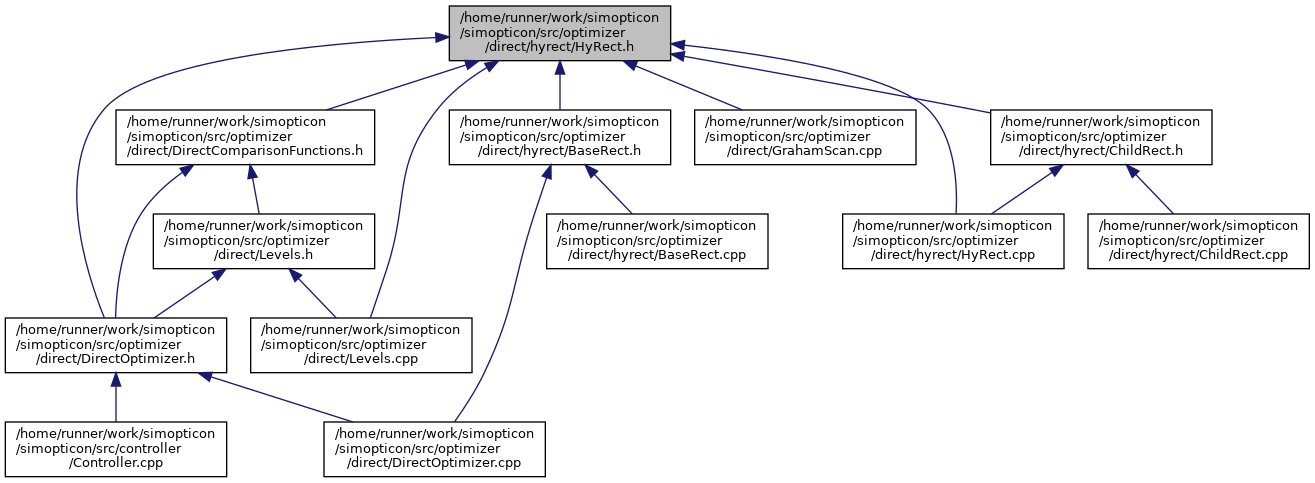 /home/runner/work/simopticon
/simopticon/src/optimizer
/direct/hyrect/HyRect.h
/home/runner/work/simopticon
/simopticon/src/optimizer
/direct/DirectComparisonFunctions.h
/home/runner/work/simopticon
/simopticon/src/optimizer
/direct/hyrect/BaseRect.h
/home/runner/work/simopticon
/simopticon/src/optimizer
/direct/GrahamScan.cpp
/home/runner/work/simopticon
/simopticon/src/optimizer
/direct/hyrect/ChildRect.h
/home/runner/work/simopticon
/simopticon/src/optimizer
/direct/Levels.h
/home/runner/work/simopticon
/simopticon/src/optimizer
/direct/hyrect/BaseRect.cpp
/home/runner/work/simopticon
/simopticon/src/optimizer
/direct/hyrect/HyRect.cpp
/home/runner/work/simopticon
/simopticon/src/optimizer
/direct/hyrect/ChildRect.cpp
/home/runner/work/simopticon
/simopticon/src/optimizer
/direct/DirectOptimizer.h
/home/runner/work/simopticon
/simopticon/src/optimizer
/direct/Levels.cpp
/home/runner/work/simopticon
/simopticon/src/controller
/Controller.cpp
/home/runner/work/simopticon
/simopticon/src/optimizer
/direct/DirectOptimizer.cpp